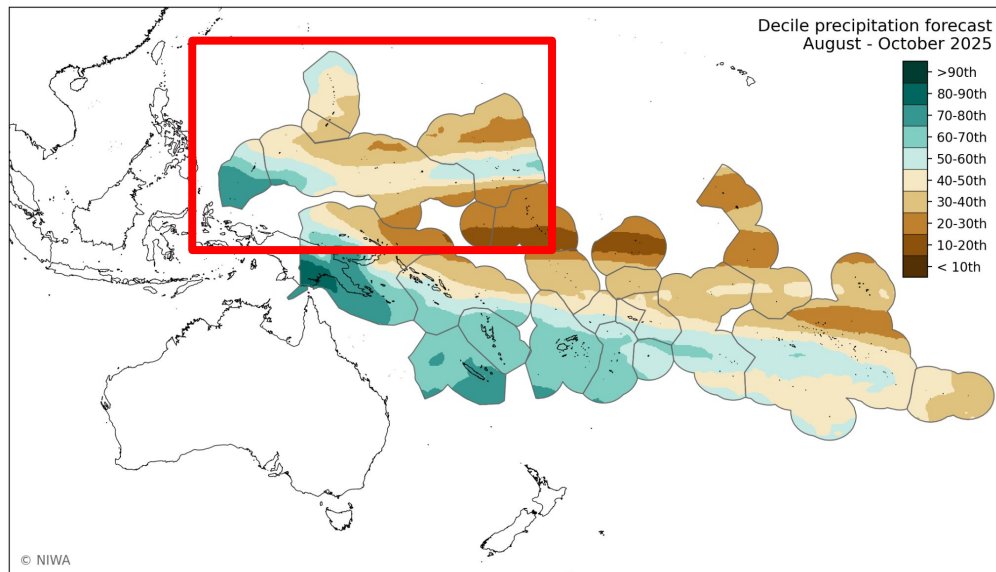 Decile precipitation forecast
August - October 2025
>90th
80-90th
70-80th
60-70th
50-60th
40-50th
30-40th
20-30th
10-20th
< 10th
© NIWA